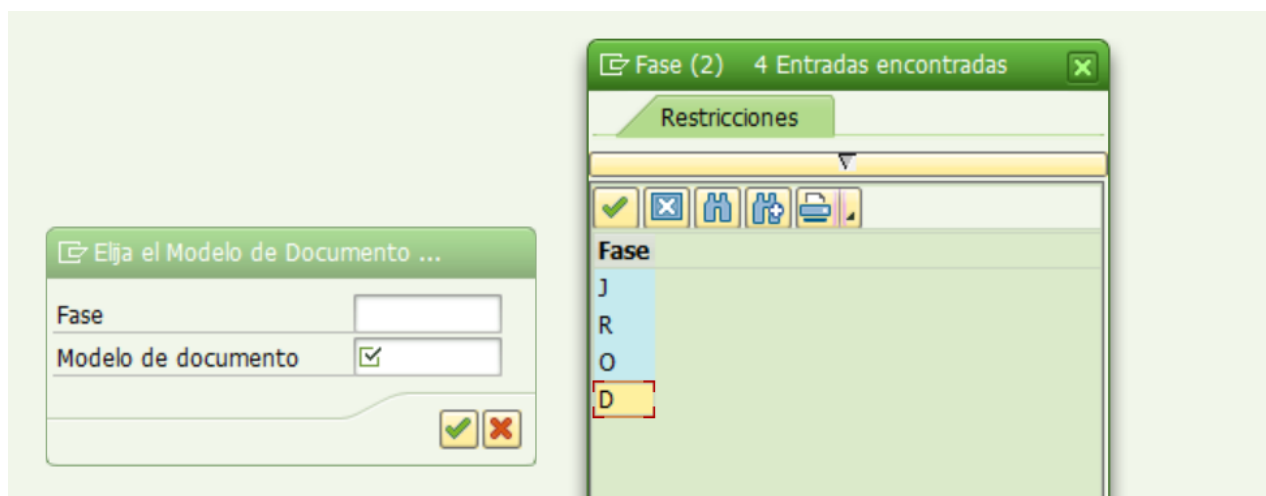 Elija el Modelo de Documento ...
Fase
Modelo de documento
Fase (2) 4 Entradas encontradas
Restricciones
Fase
J
R
O
D